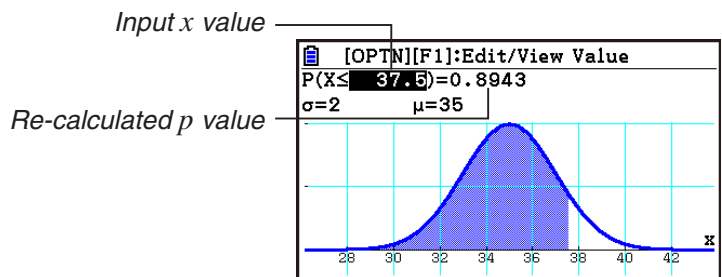 Input x value
[OPTN][F1]:Edit/View Value
P(X≤ 37.5)=0.8943
σ=2 μ=35
Re-calculated p value
x
28 30 32 34 36 38 40 42